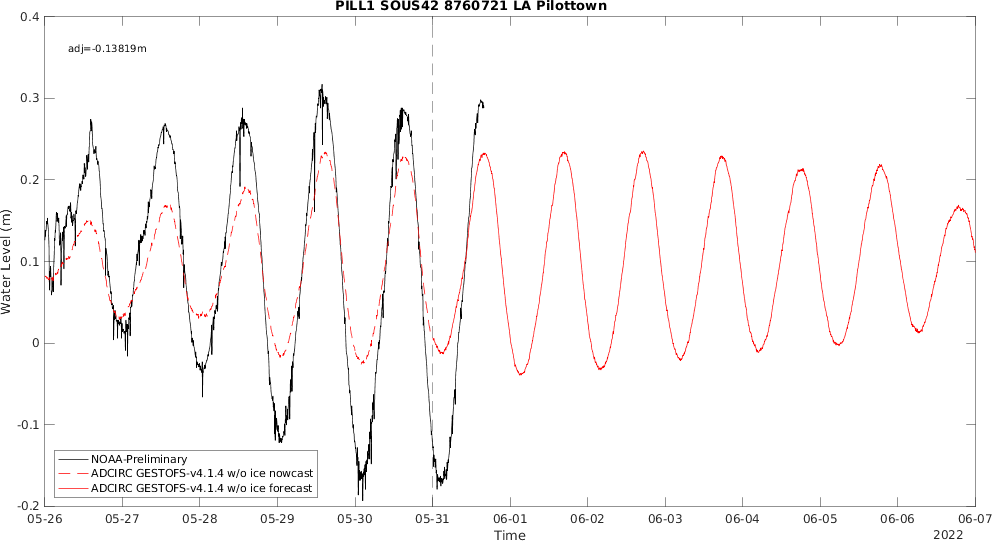 PILL1 SOUS42 8760721 LA Pilottown
adj=-0.13819m
0.4
0.3
0.2
0.1
0
-0.1
-0.2
Water Level (m)
NOAA-Preliminary
ADCIRC GESTOFS-v4.1.4 w/o ice nowcast
ADCIRC GESTOFS-v4.1.4 w/o ice forecast
05-26 05-27 05-28 05-29 05-30 05-31 06-01 06-02 06-03 06-04 06-05 06-06 06-07
Time
2022